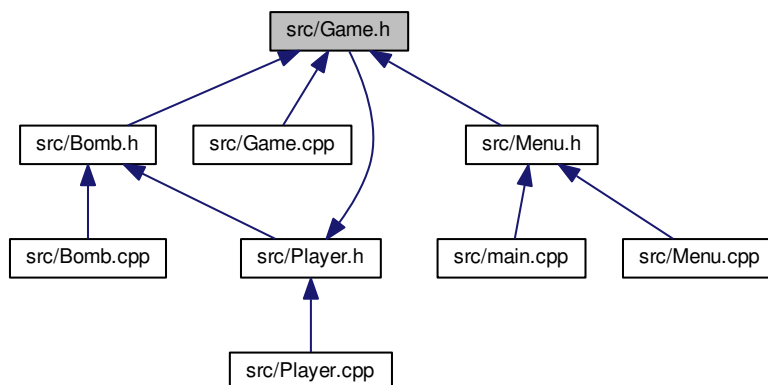 src/Game.h
src/Bomb.h
src/Game.cpp
src/Menu.h
src/Bomb.cpp
src/Player.h
src/main.cpp
src/Menu.cpp
src/Player.cpp